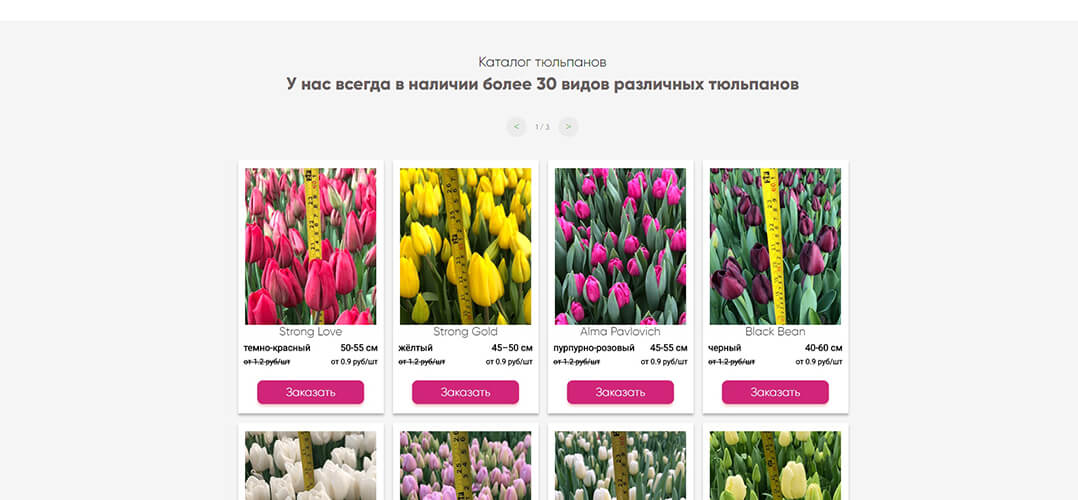 Каталог тюльпанов
У нас всегда в наличии более 30 видов различных тюльпанов
< 1 / 3 >
Strong Love Strong Gold Alma Pavlovich Black Bean
темно-красный 50-55 см жёлтый 45–50 см пурпурно-розовый 45-55 см черный 40-60 см
от 1.2 руб/шт от 0.9 руб/шт от 1.2 руб/шт от 0.9 руб/шт от 1.2 руб/шт от 0.9 руб/шт от 1.2 руб/шт от 0.9 руб/шт
Заказать Заказать Заказать Заказать